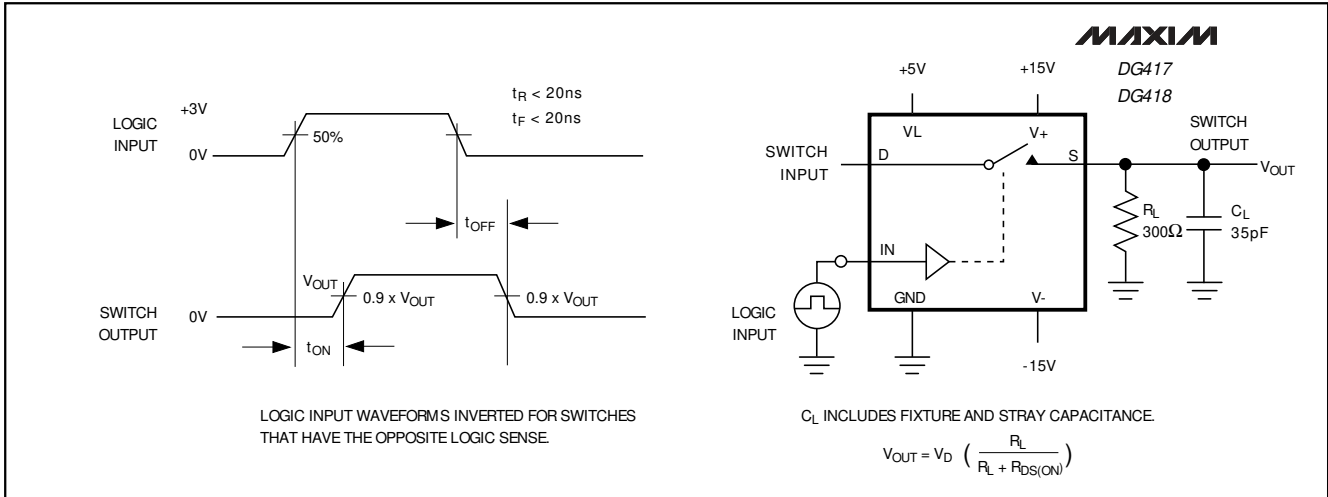 +3V
LOGIC
INPUT
0V
50%
tR < 20ns
tF < 20ns
tOFF
VOUT
0.9 x VOUT
0.9 x VOUT
SWITCH
OUTPUT
0V
tON
LOGIC INPUT WAVEFORMS INVERTED FOR SWITCHES
THAT HAVE THE OPPOSITE LOGIC SENSE.
MAXIM
DG417
DG418
+5V
+15V
VL
V+
SWITCH
INPUT
D
S
SWITCH
OUTPUT
VOUT
RL
300Ω
CL
35pF
IN
LOGIC
INPUT
GND
V-
-15V
CL INCLUDES FIXTURE AND STRAY CAPACITANCE.
VOUT = VD ( RL / RL + RDS(ON) )